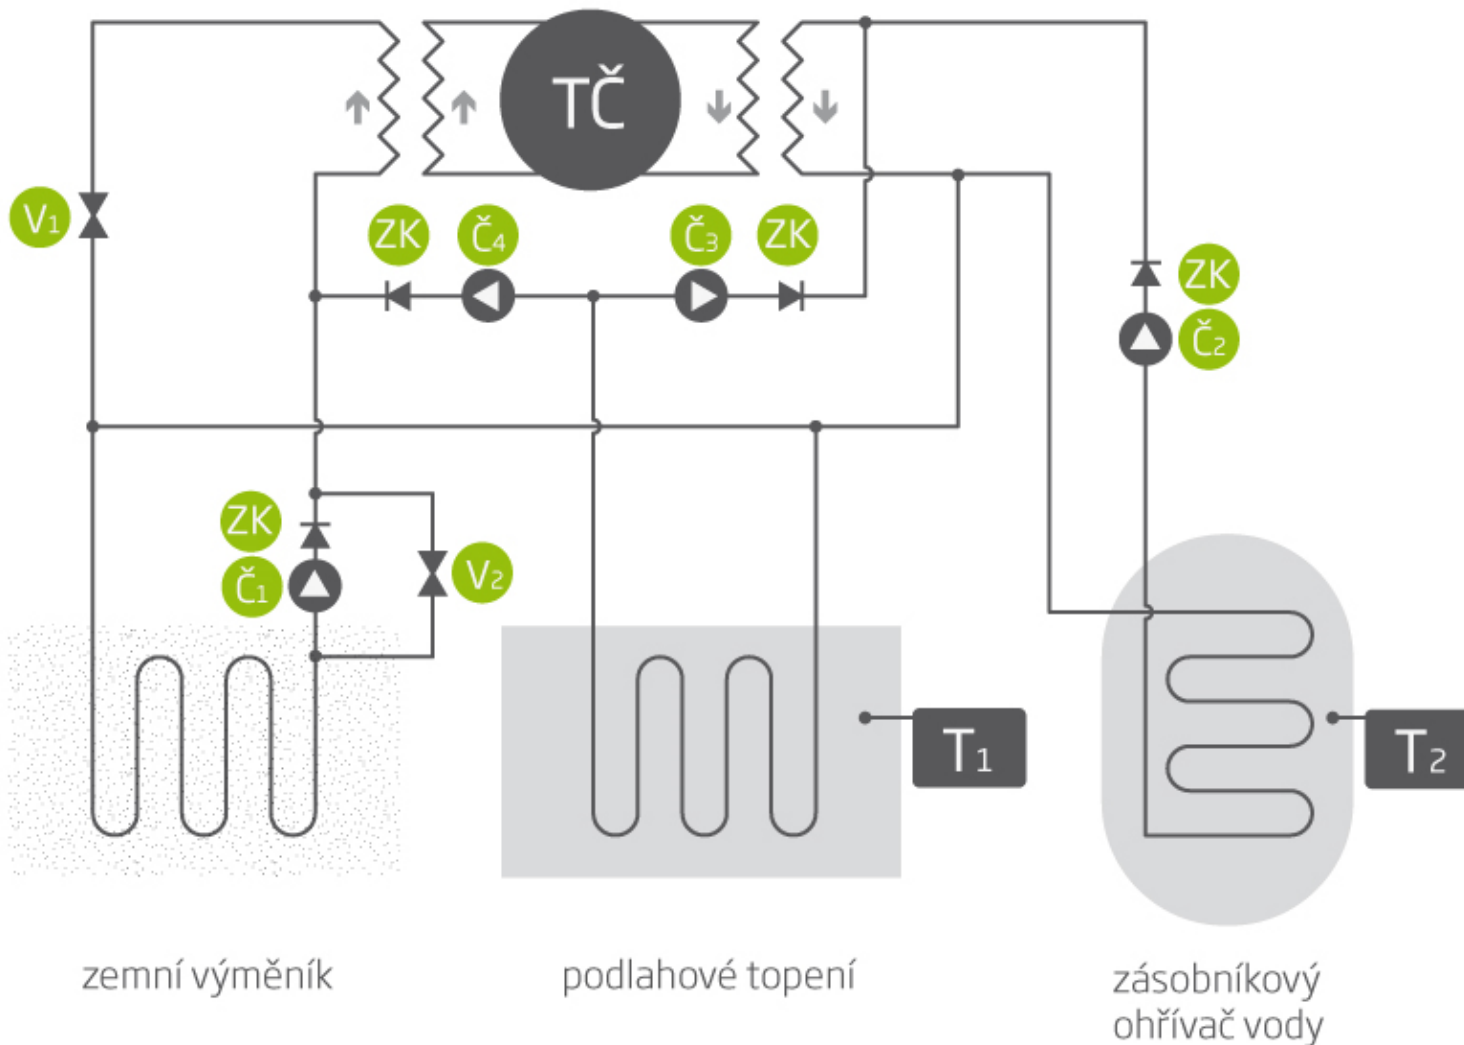 TČ
V1
ZK
Č4
Č3
ZK
ZK
Č2
ZK
Č1
V2
T1
T2
zemní výměník
podlahové topení
zásobníkový
ohřívač vody